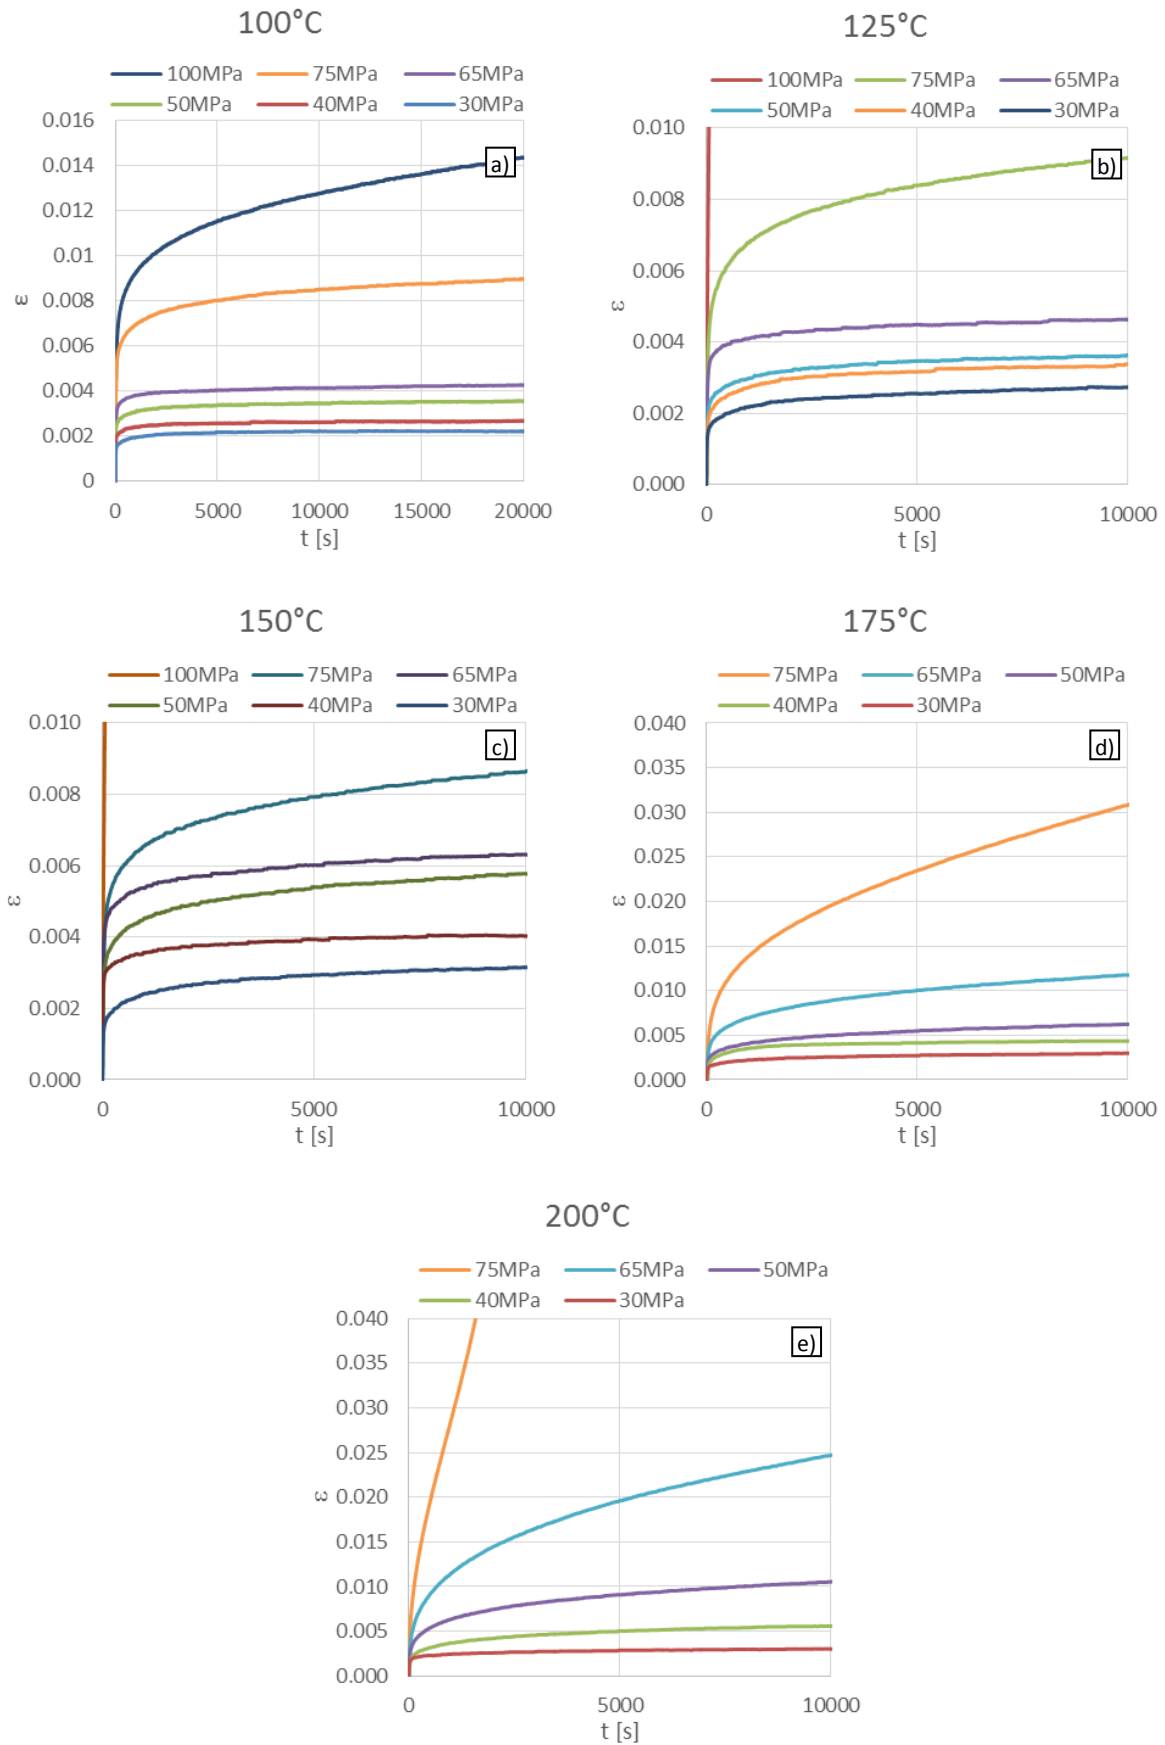 100°C
100MPa 75MPa 65MPa
50MPa 40MPa 30MPa
a)
0.016
0.014
0.012
0.01
0.008
0.006
0.004
0.002
0
ε
0 5000 10000 15000 20000
t [s]
125°C
100MPa 75MPa 65MPa
50MPa 40MPa 30MPa
b)
0.010
0.008
0.006
0.004
0.002
0.000
ε
0 5000 10000
t [s]
150°C
100MPa 75MPa 65MPa
50MPa 40MPa 30MPa
c)
0.010
0.008
0.006
0.004
0.002
0.000
ε
0 5000 10000
t [s]
175°C
75MPa 65MPa 50MPa
40MPa 30MPa
d)
0.040
0.035
0.030
0.025
0.020
0.015
0.010
0.005
0.000
ε
0 5000 10000
t [s]
200°C
75MPa 65MPa 50MPa
40MPa 30MPa
e)
0.040
0.035
0.030
0.025
0.020
0.015
0.010
0.005
0.000
ε
0 5000 10000
t [s]